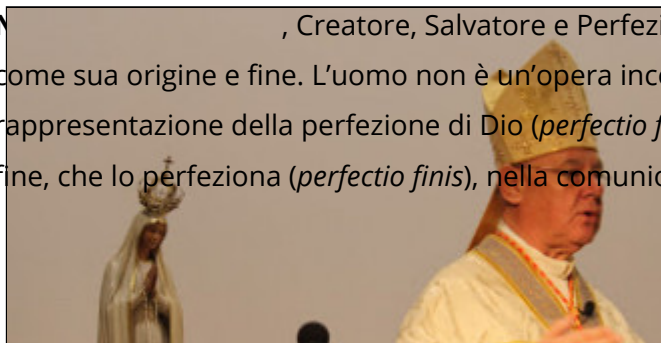 , Creatore, Salvatore e Perfezi
come sua origine e fine. L’uomo non è un’opera inc
rappresentazione della perfezione di Dio (perfectio f
fine, che lo perfeziona (perfectio finis), nella comunic